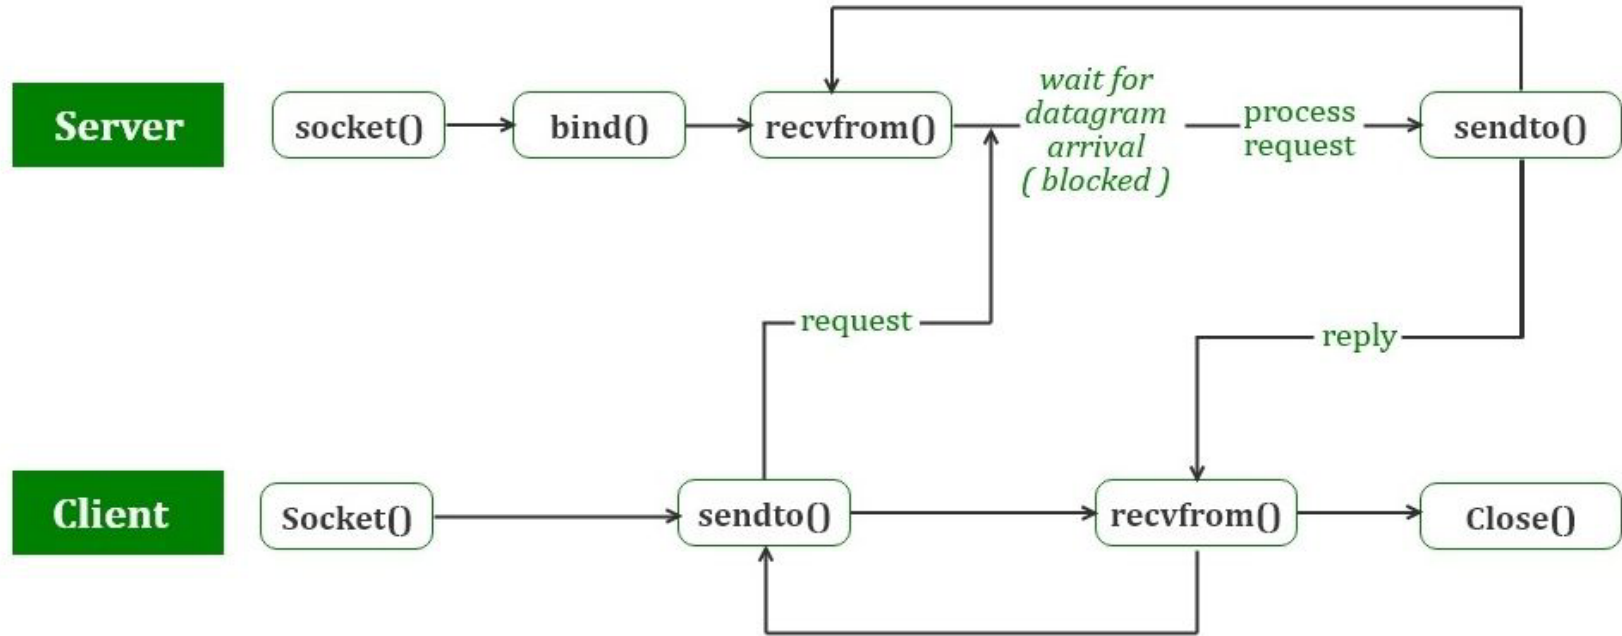 Server
socket()
bind()
recvfrom()
wait for
datagram
arrival
( blocked )
process
request
sendto()
request
reply
Client
Socket()
sendto()
recvfrom()
Close()